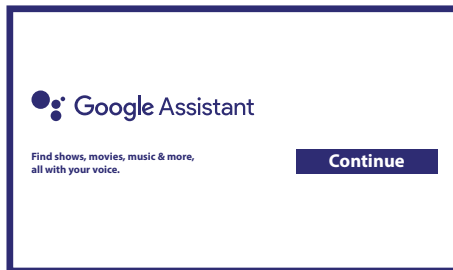 Google Assistant
Find shows, movies, music & more,
all with your voice.
Continue